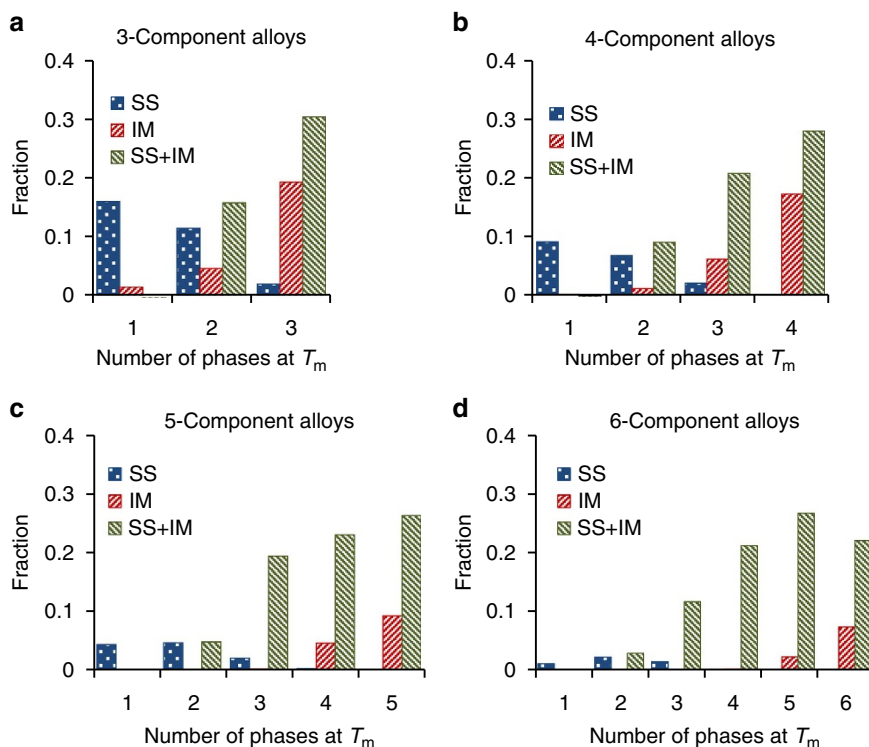 a
3-Component alloys
0.4
0.3
0.2
0.1
0
Fraction
SS
IM
SS+IM
1 2 3
Number of phases at Tm
b
4-Component alloys
0.4
0.3
0.2
0.1
0
Fraction
SS
IM
SS+IM
1 2 3 4
Number of phases at Tm
c
5-Component alloys
0.4
0.3
0.2
0.1
0
Fraction
SS
IM
SS+IM
1 2 3 4 5
Number of phases at Tm
d
6-Component alloys
0.4
0.3
0.2
0.1
0
Fraction
SS
IM
SS+IM
1 2 3 4 5 6
Number of phases at Tm